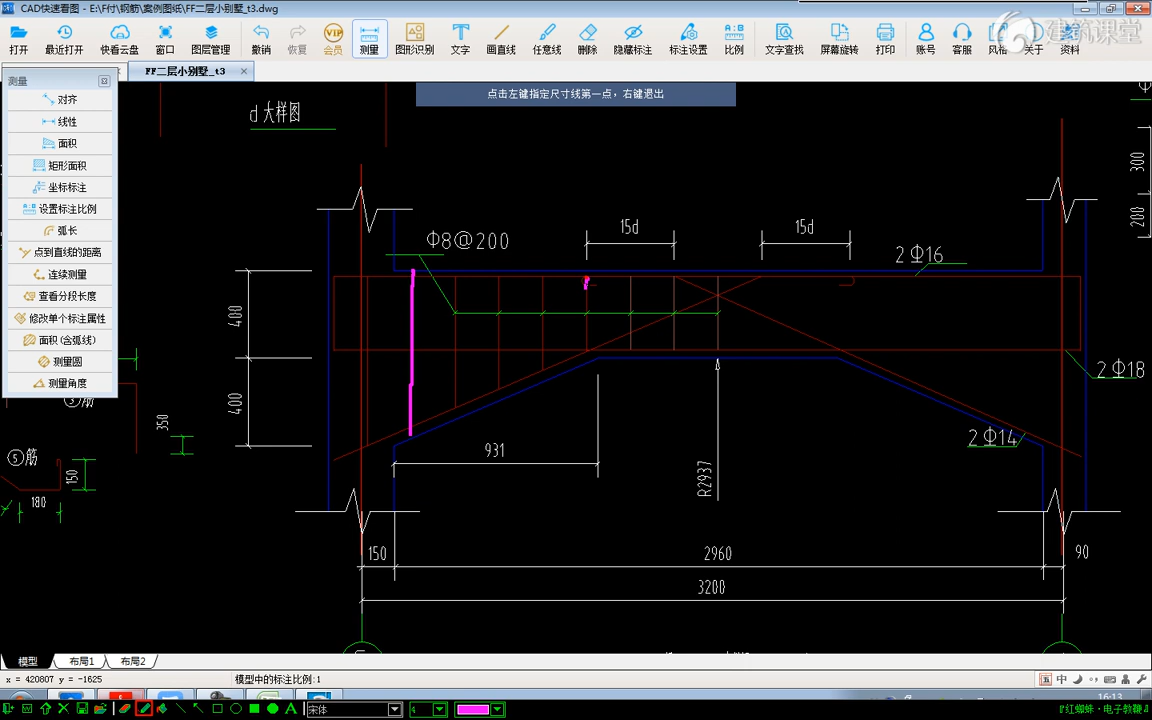 CAD快速看图 - E:\F付\钢筋\案例图纸\FF二层小别墅_t3.dwg
打开 最近打开 快看云盘 窗口 图层管理 撤销 恢复 会员 测量 图形识别 文字 画直线 任意线 删除 隐藏标注 标注设置 比例 文字查找 屏幕旋转 打印 账号 客服 风格 关于 资料
VIP
A:B
建筑课堂
FF二层小别墅_t3
点击左键指定尺寸线第一点，右键退出
测量
对齐
线性
面积
矩形面积
坐标标注
设置标注比例
弧长
点到直线的距离
连续测量
查看分段长度
修改单个标注属性
面积(含弧线)
测量圆
测量角度
d 大样图
Φ8@200
15d
15d
2 Φ16
300
200
400
400
2 Φ18
2 Φ14
931
R2937
350
⑤筋
150
180
150
2960
90
3200
模型 布局1 布局2
x = 420807 y = -1625
模型中的标注比例:1
中
16:13
宋体
4
『红蜘蛛·电子教鞭』